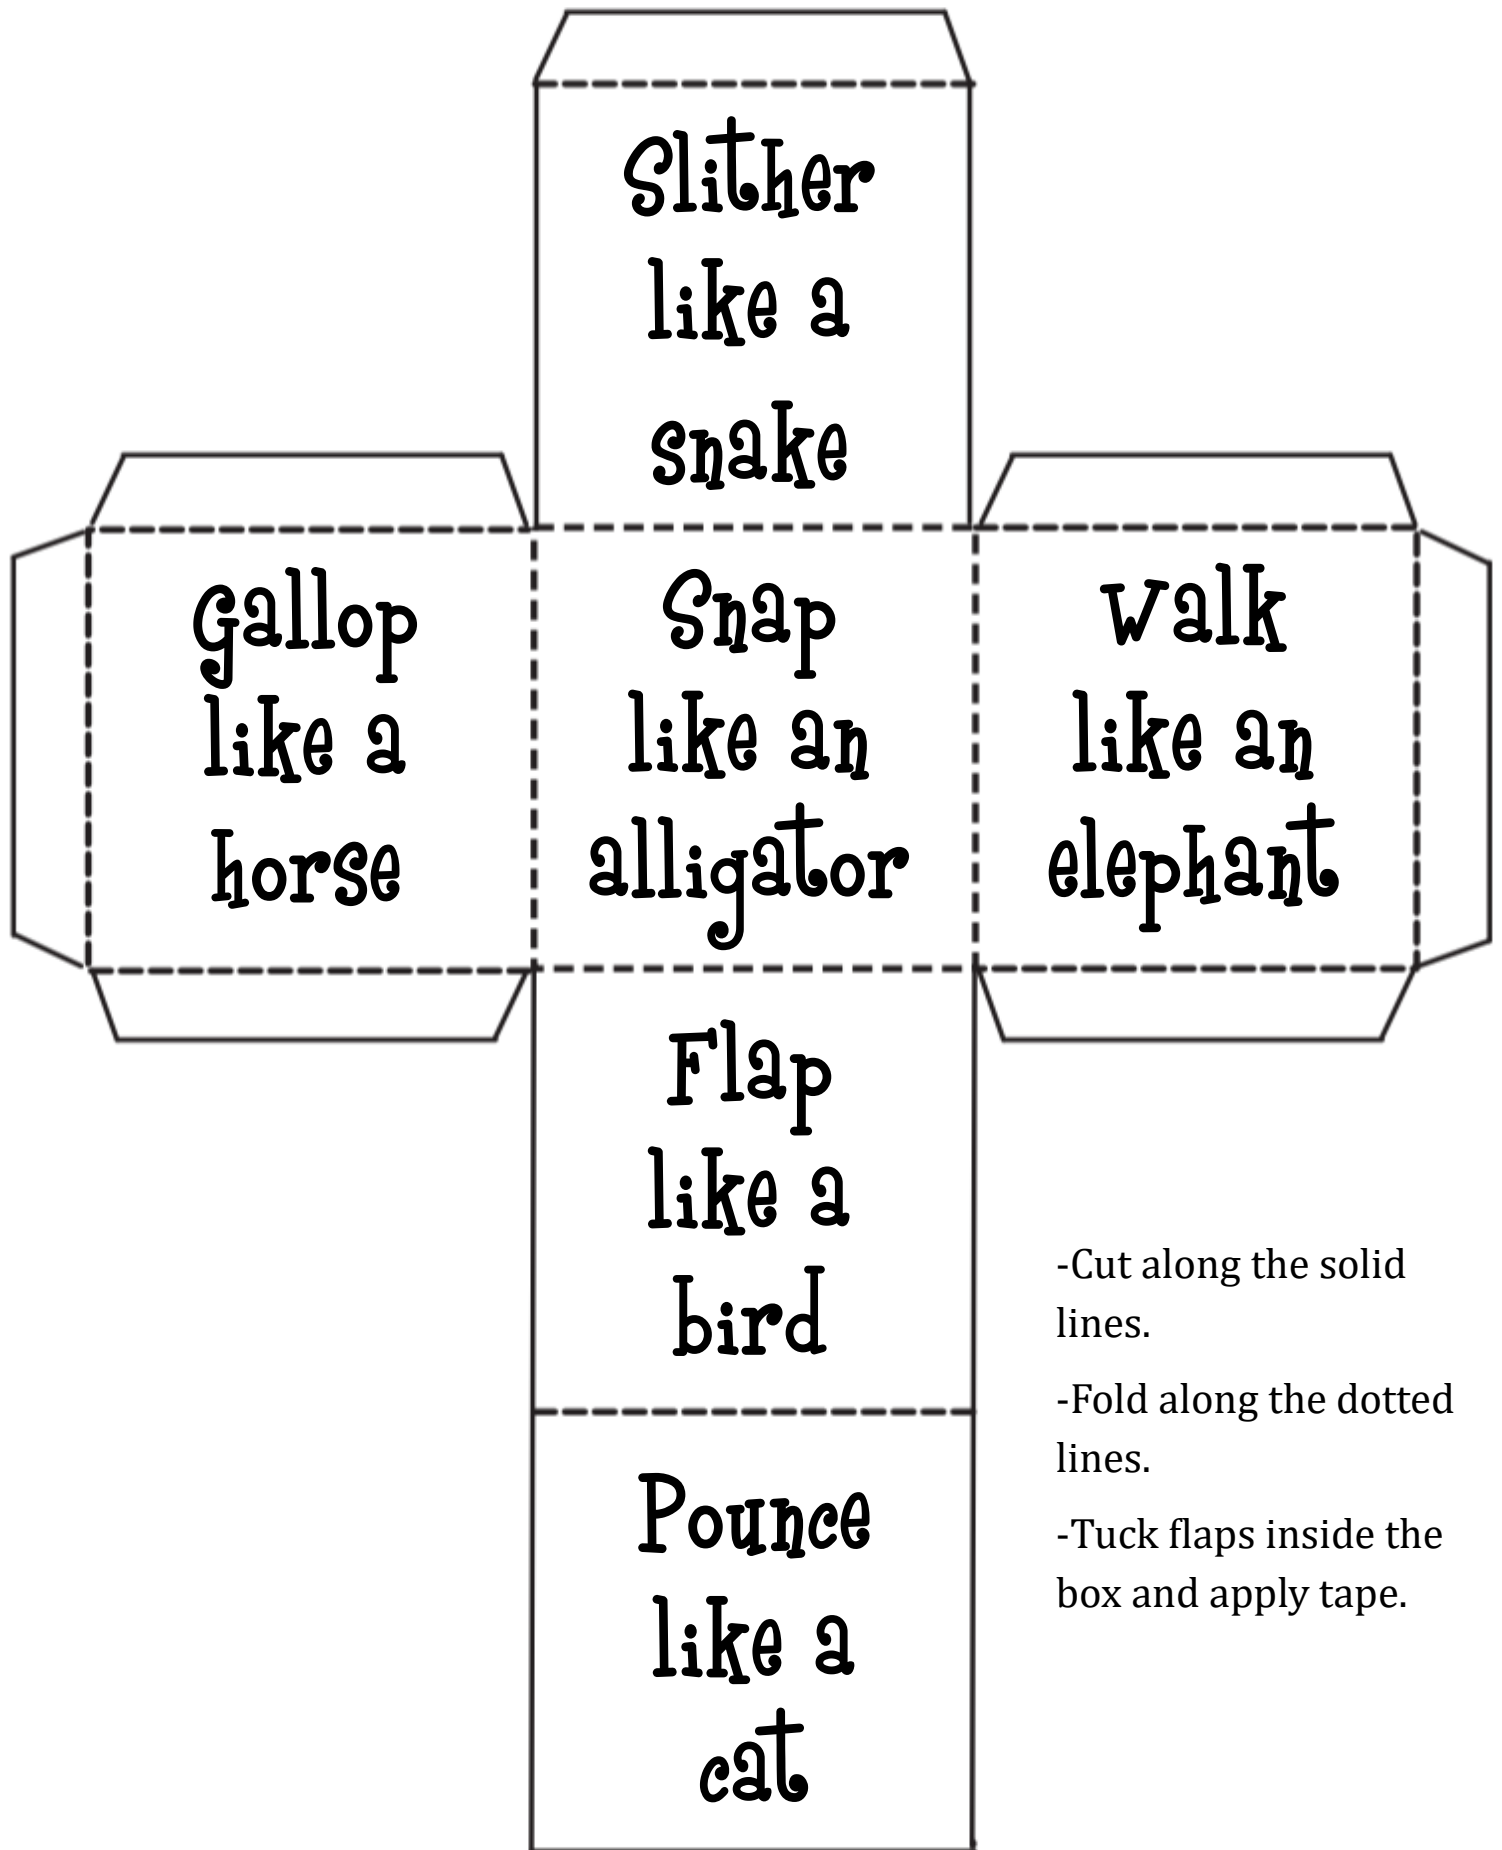 Slither
like a
snake
Gallop
like a
horse
Snap
like an
alligator
Walk
like an
elephant
Flap
like a
bird
Pounce
like a
cat
-Cut along the solid
lines.
-Fold along the dotted
lines.
-Tuck flaps inside the
box and apply tape.